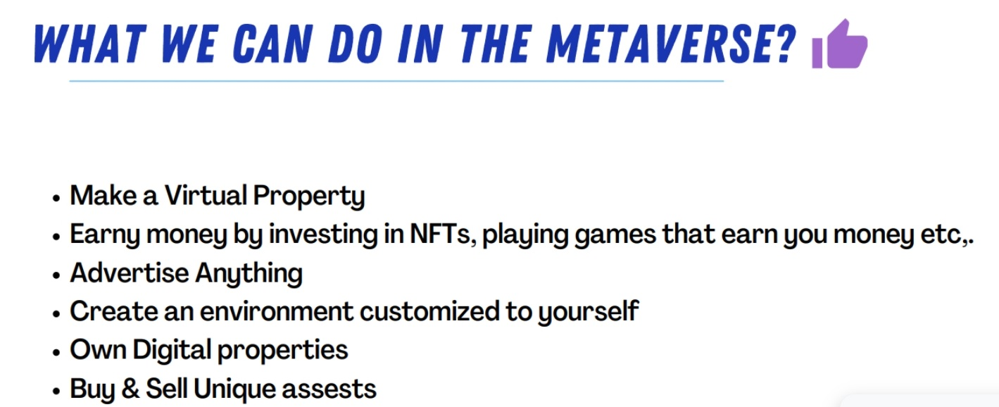 WHAT WE CAN DO IN THE METAVERSE?
• Make a Virtual Property
• Earny money by investing in NFTs, playing games that earn you money etc,.
• Advertise Anything
• Create an environment customized to yourself
• Own Digital properties
• Buy & Sell Unique assests